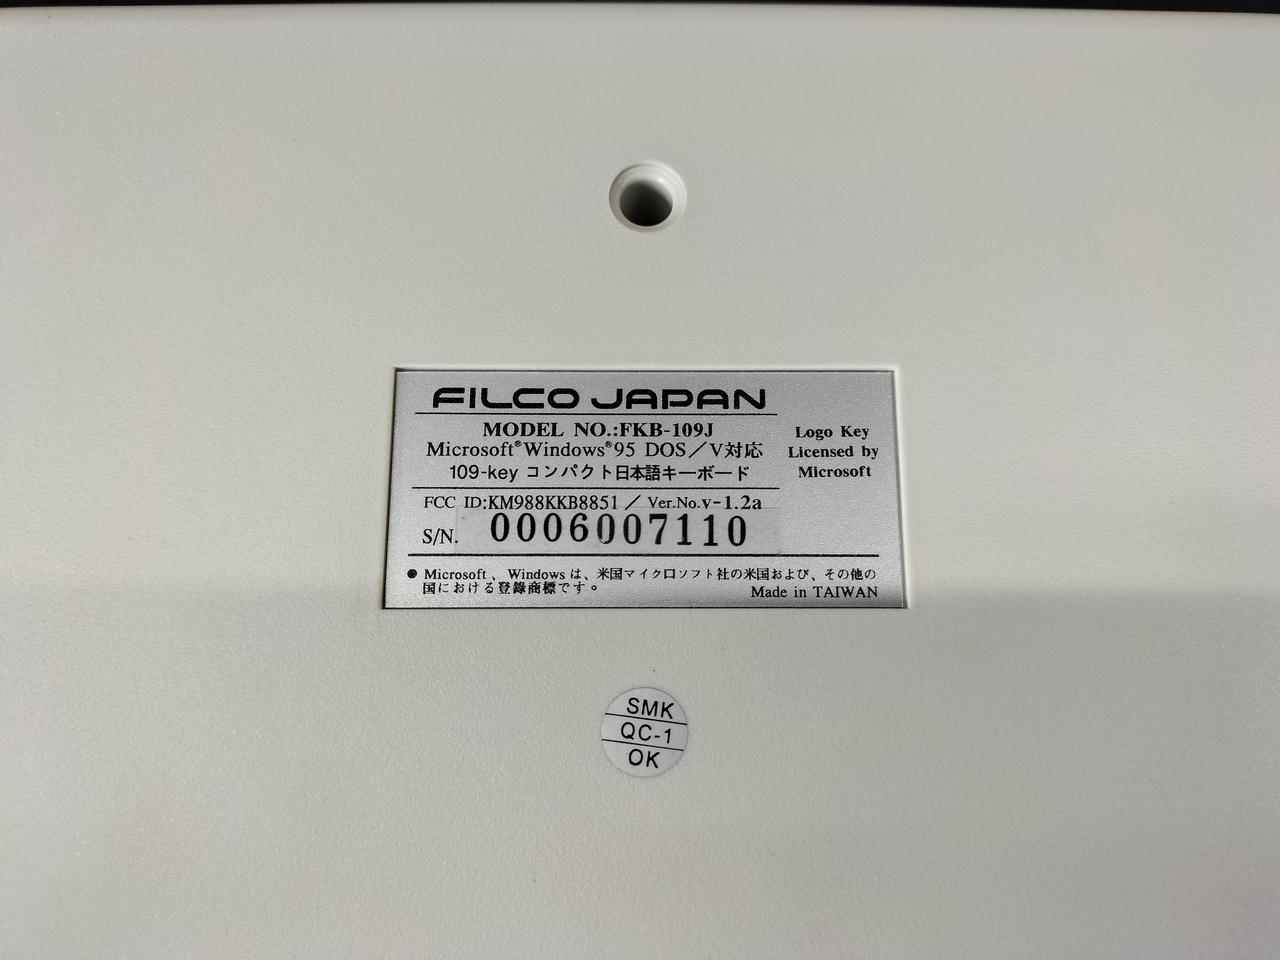 FILCO JAPAN
MODEL NO.:FKB-109J
Microsoft®Windows®95 DOS／V対応
109-key コンパクト日本語キーボード
Logo Key
Licensed by
Microsoft
FCC ID:KM988KKB8851 ／ Ver.No.v-1.2a
S/N. 0006007110
● Microsoft、Windows は、米国マイクロソフト社の米国および、その他の
国における登録商標です。
Made in TAIWAN
SMK
QC-1
OK